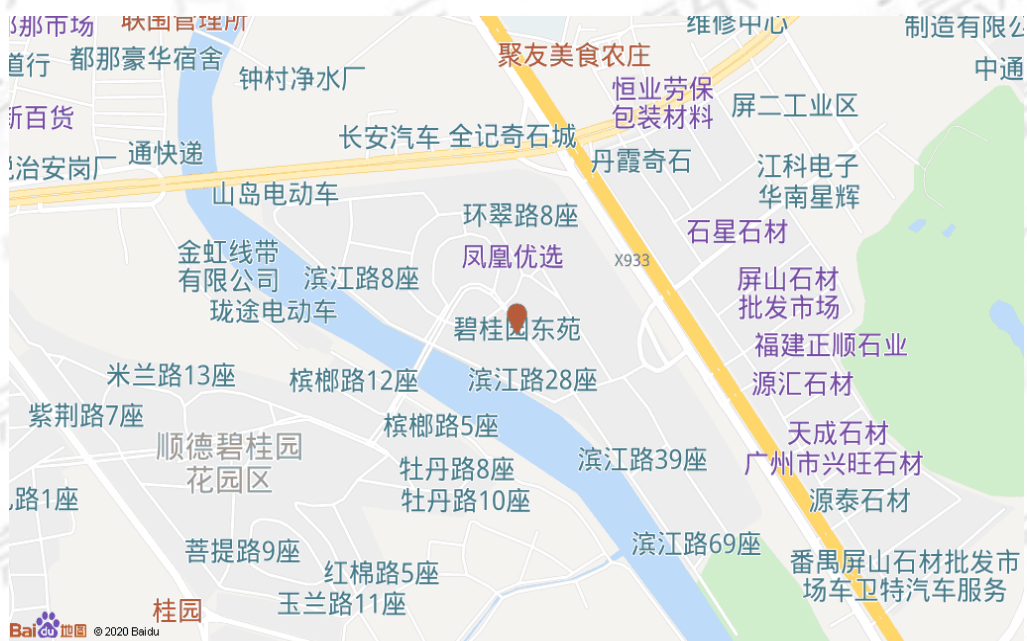 那市场
联围管理所
维修中心
制造有限公
道行
都那豪华宿舍
聚友美食农庄
中通
钟村净水厂
恒业劳保
包装材料
屏二工业区
新百货
长安汽车
全记奇石城
治安岗厂
通快递
丹霞奇石
江科电子
华南星辉
山岛电动车
环翠路8座
石星石材
金虹线带
有限公司
滨江路8座
凤凰优选
X933
屏山石材
批发市场
珑途电动车
碧桂园东苑
福建正顺石业
米兰路13座
槟榔路12座
滨江路28座
源汇石材
紫荆路7座
槟榔路5座
天成石材
顺德碧桂园
花园区
牡丹路8座
滨江路39座
广州市兴旺石材
路1座
牡丹路10座
源泰石材
菩提路9座
滨江路69座
红棉路5座
番禺屏山石材批发市
场车卫特汽车服务
桂园
玉兰路11座
Bai du 地图 © 2020 Baidu